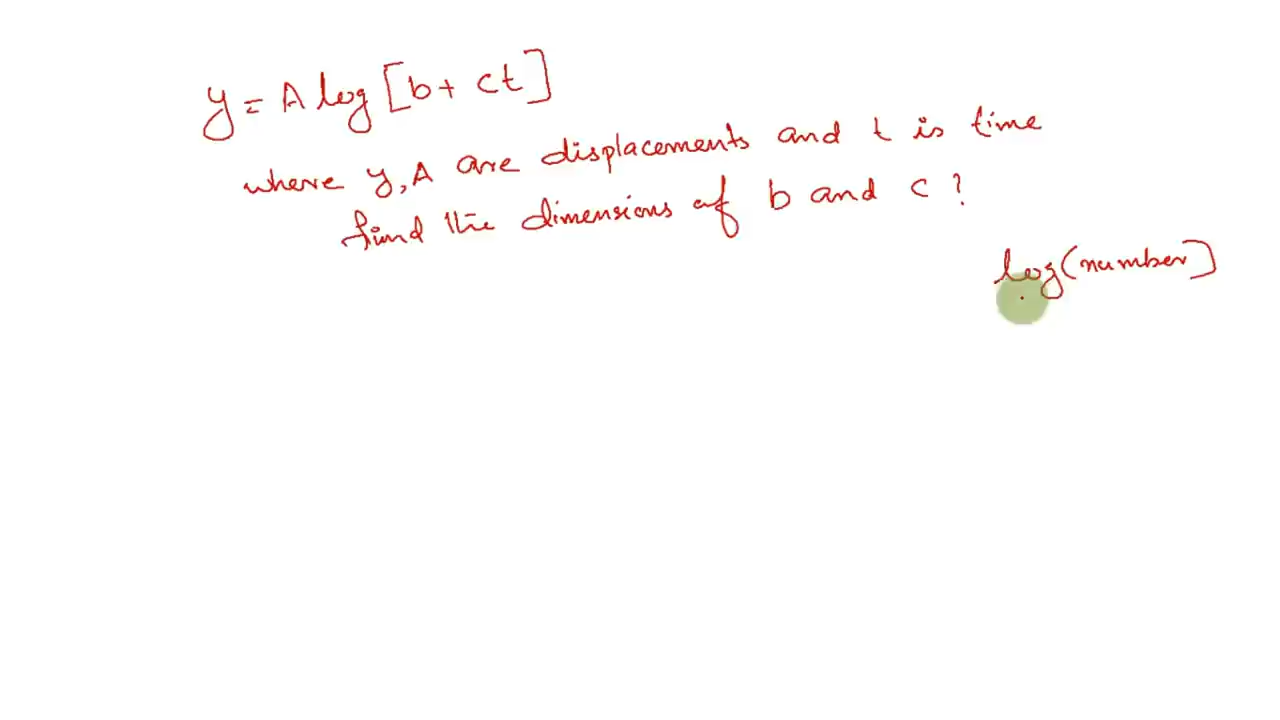 y = A log [b + ct]
where y, A are displacements and t is time
find the dimensions of b and c ?
log (number]